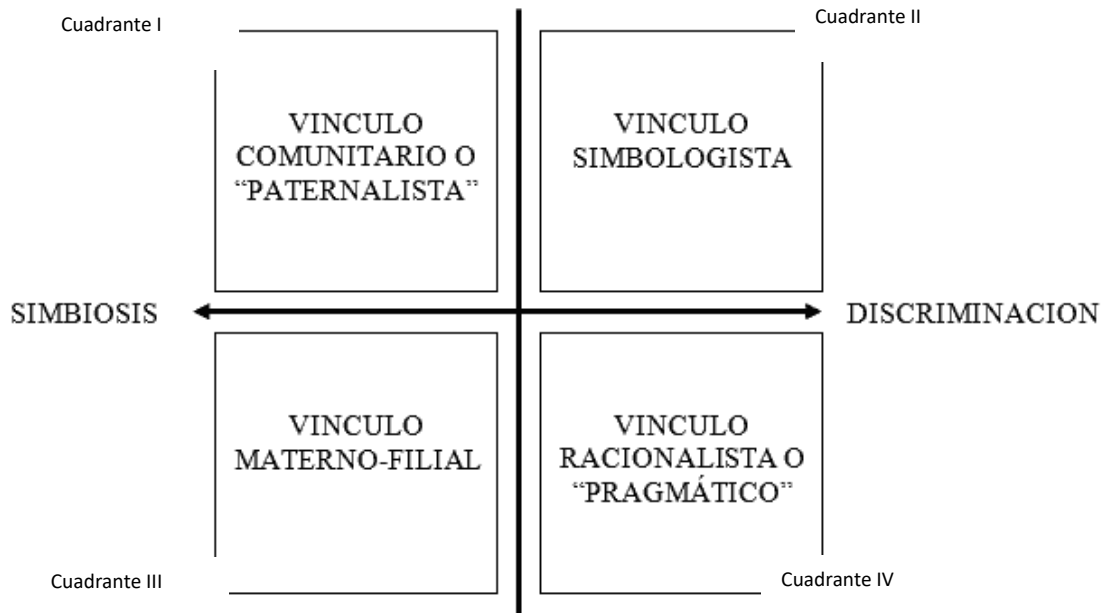 Cuadrante I
Cuadrante II
VINCULO
COMUNITARIO O
“PATERNALISTA”
VINCULO
SIMBOLOGISTA
SIMBIOSIS
DISCRIMINACION
VINCULO
MATERNO-FILIAL
VINCULO
RACIONALISTA O
“PRAGMÁTICO”
Cuadrante III
Cuadrante IV